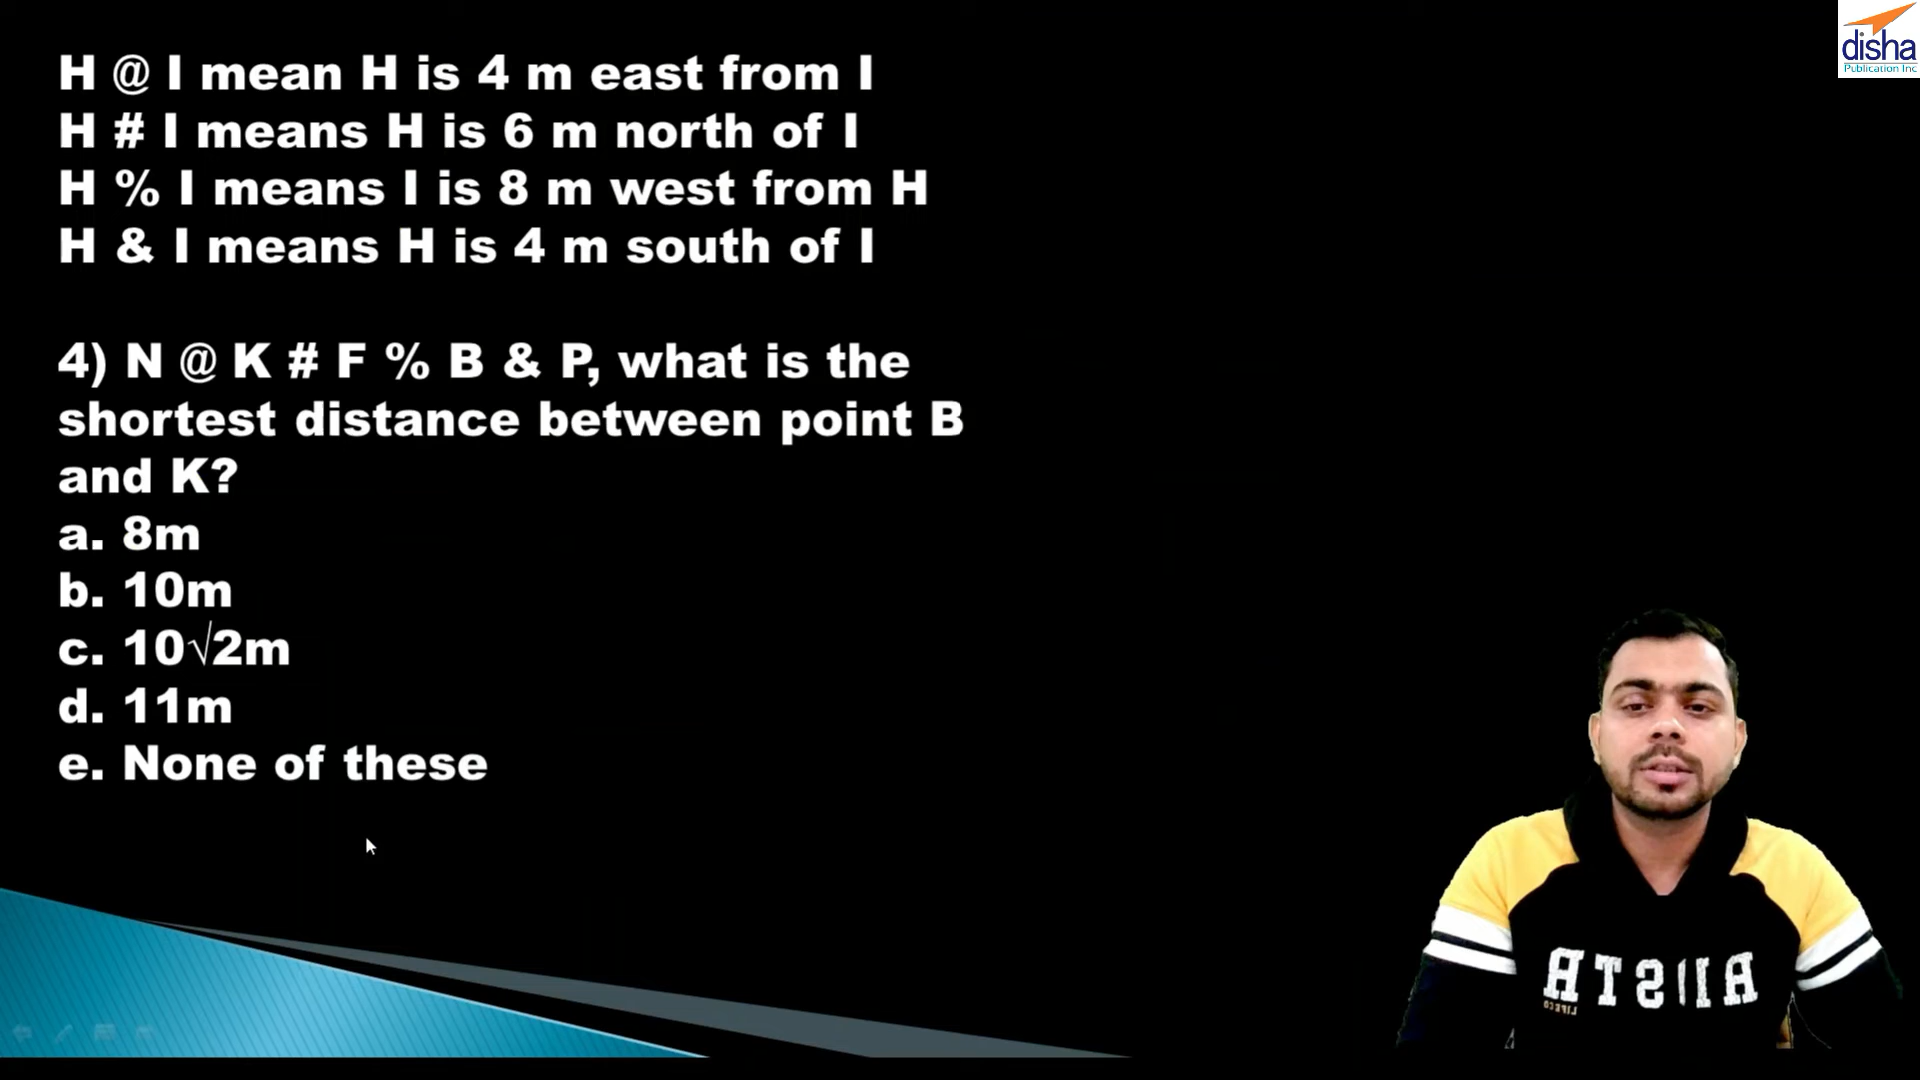 H @ I mean H is 4 m east from I
H # I means H is 6 m north of I
H % I means I is 8 m west from H
H & I means H is 4 m south of I
4) N @ K # F % B & P, what is the
shortest distance between point B
and K?
a. 8m
b. 10m
c. 10√2m
d. 11m
e. None of these
disha
Publication Inc